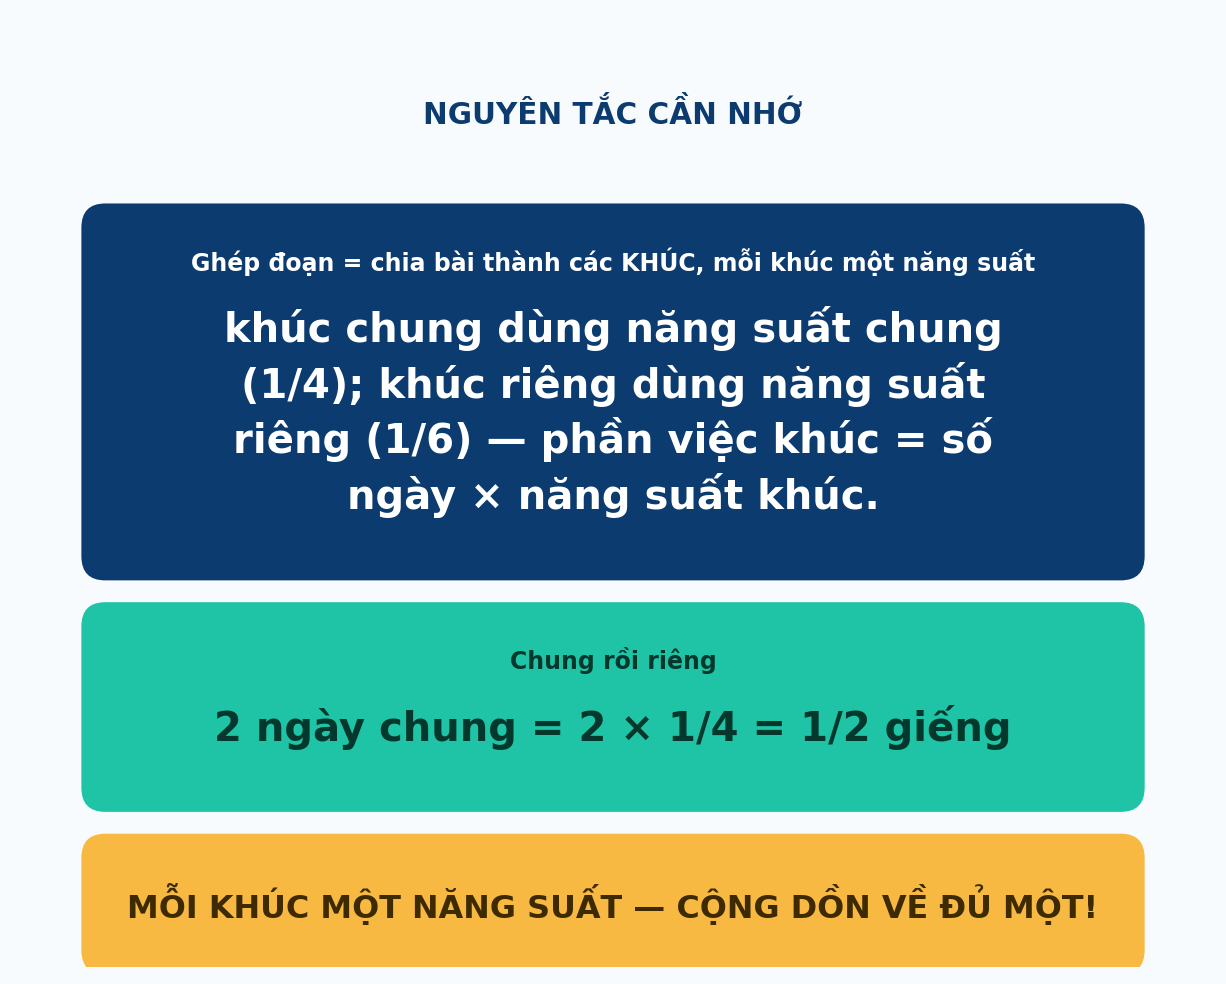 NGUYÊN TẮC CẦN NHỚ
Ghép đoạn = chia bài thành các KHÚC, mỗi khúc một năng suất
khúc chung dùng năng suất chung
(1/4); khúc riêng dùng năng suất
riêng (1/6) — phần việc khúc = số
ngày × năng suất khúc.
Chung rồi riêng
2 ngày chung = 2 × 1/4 = 1/2 giếng
MỖI KHÚC MỘT NĂNG SUẤT — CỘNG DỒN VỀ ĐỦ MỘT!